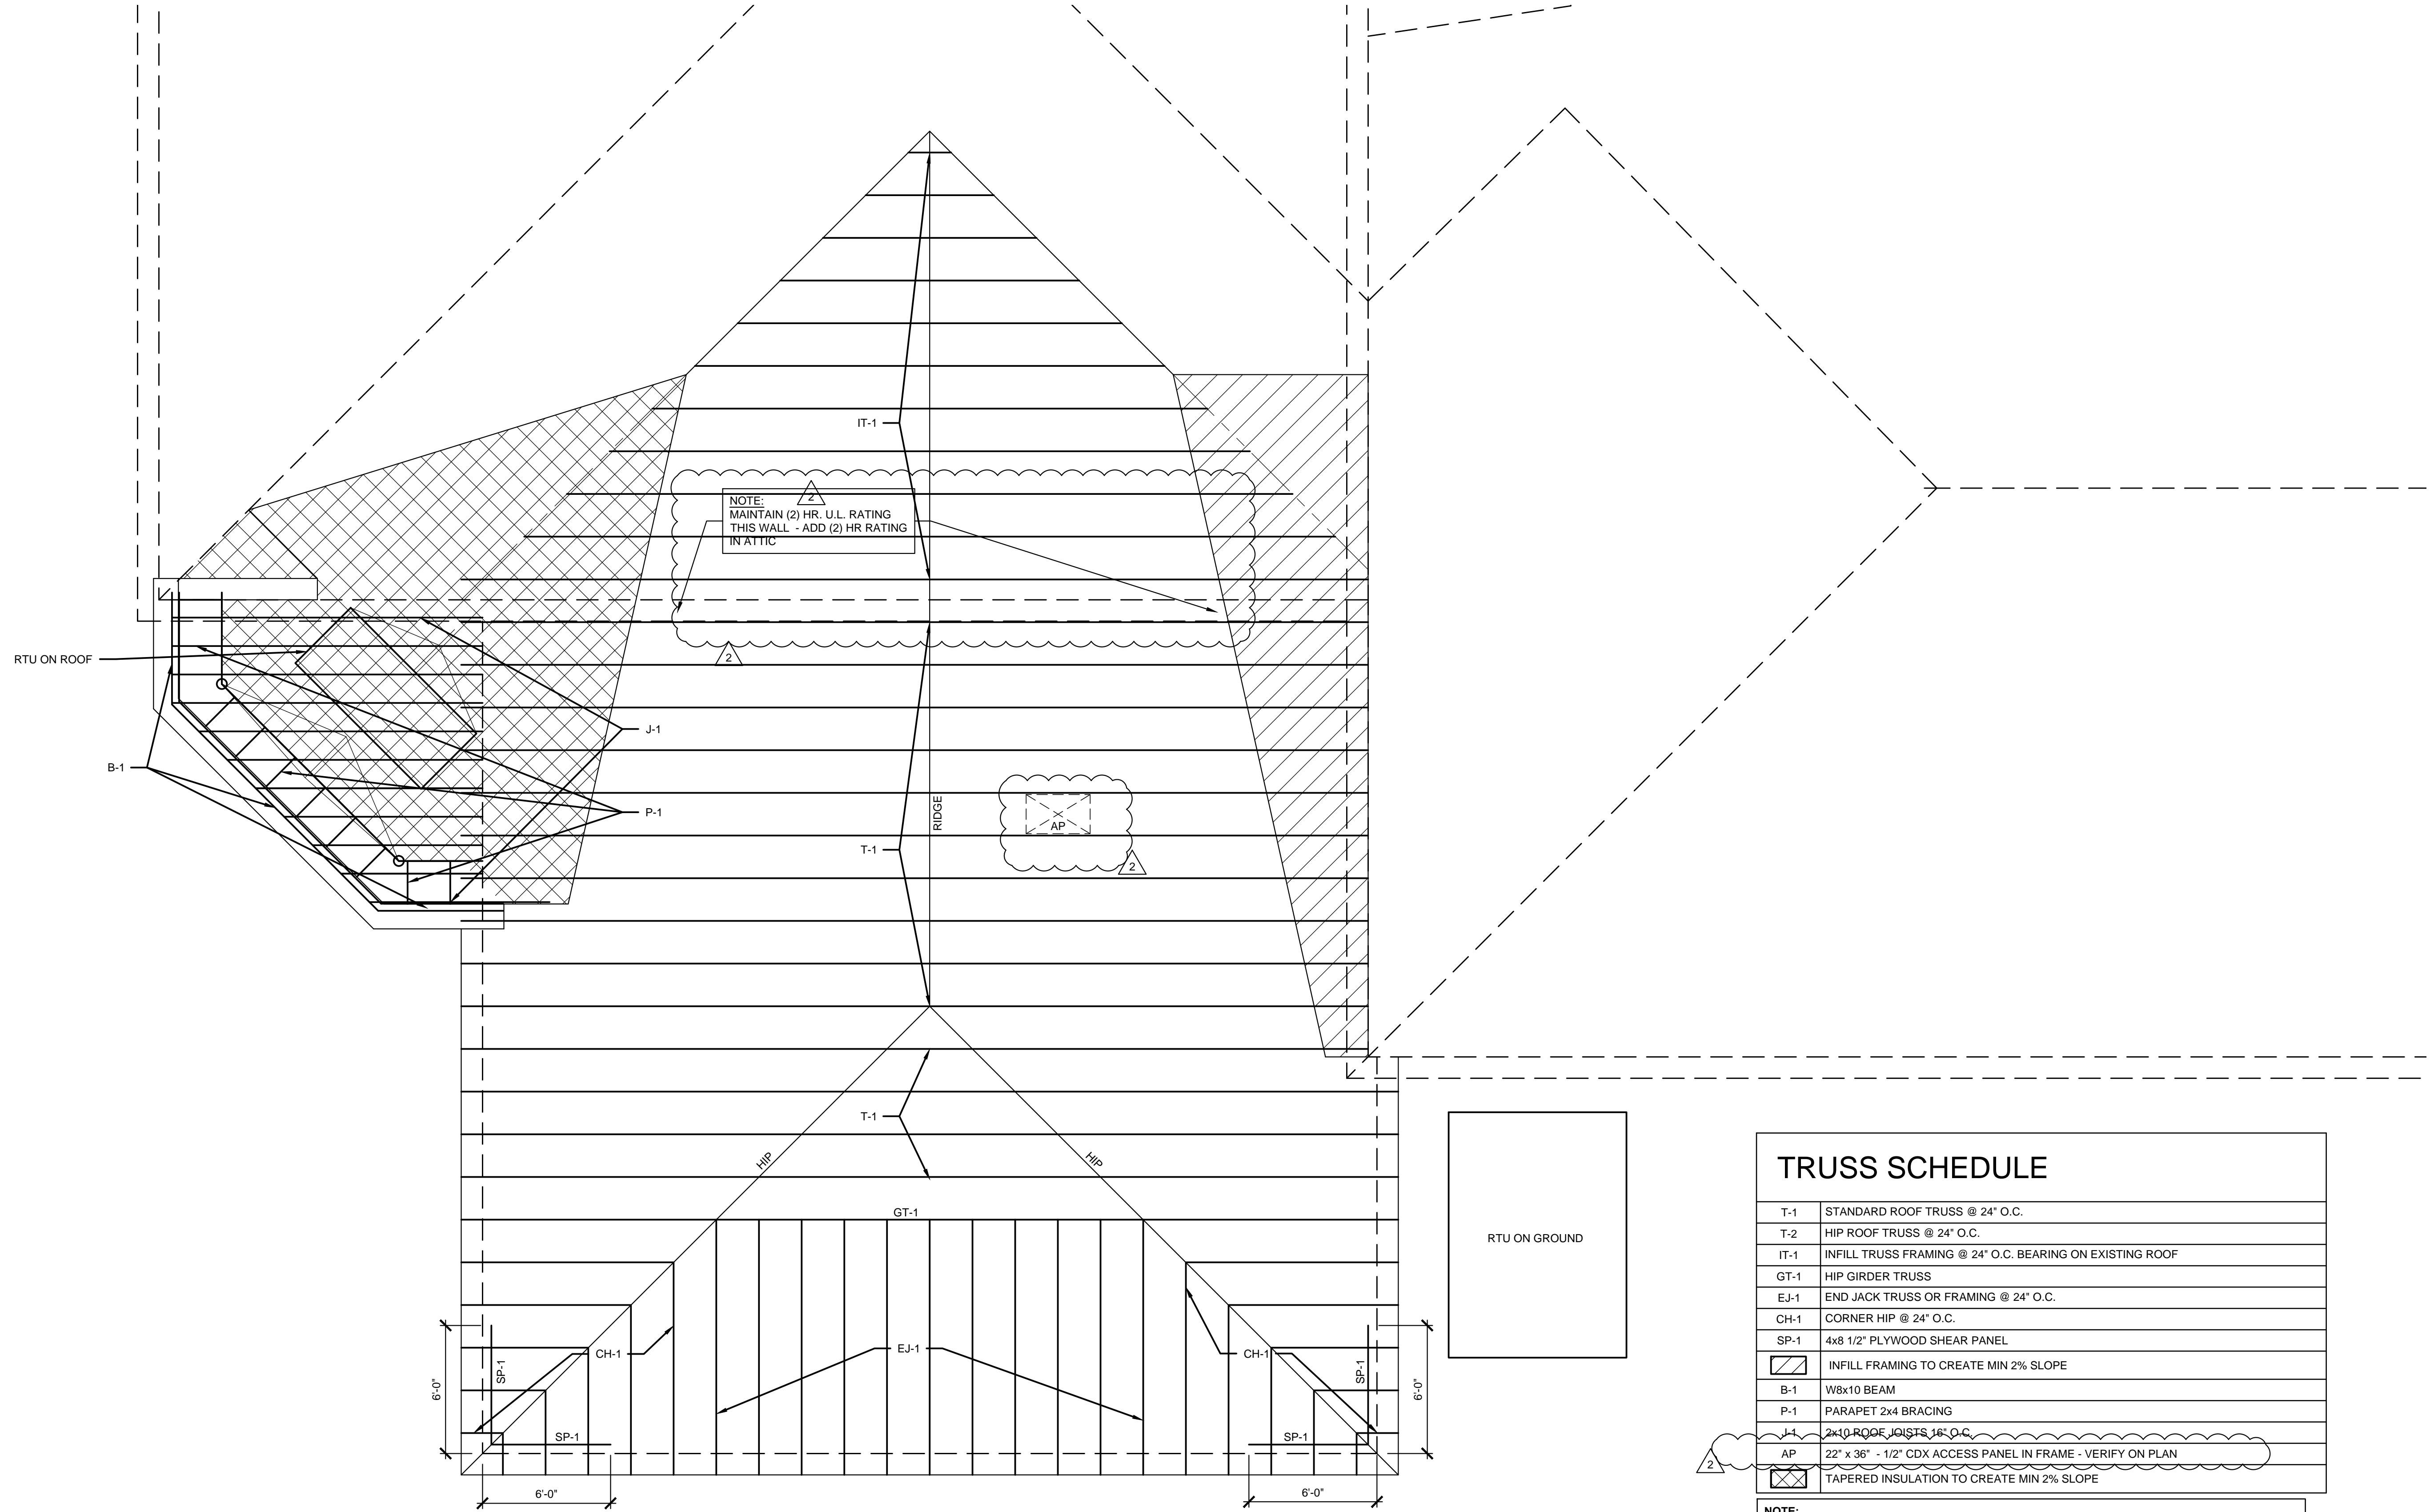 IT-1
2
NOTE:
MAINTAIN (2) HR. U.L. RATING
THIS WALL - ADD (2) HR RATING
IN ATTIC
2
RTU ON ROOF
J-1
B-1
P-1
RIDGE
AP
T-1
2
T-1
HIP
HIP
GT-1
RTU ON GROUND
EJ-1
CH-1
CH-1
SP-1
SP-1
6'-0"
6'-0"
SP-1
SP-1
6'-0"
6'-0"
TRUSS SCHEDULE
T-1 STANDARD ROOF TRUSS @ 24" O.C.
T-2 HIP ROOF TRUSS @ 24" O.C.
IT-1 INFILL TRUSS FRAMING @ 24" O.C. BEARING ON EXISTING ROOF
GT-1 HIP GIRDER TRUSS
EJ-1 END JACK TRUSS OR FRAMING @ 24" O.C.
CH-1 CORNER HIP @ 24" O.C.
SP-1 4x8 1/2" PLYWOOD SHEAR PANEL
INFILL FRAMING TO CREATE MIN 2% SLOPE
B-1 W8x10 BEAM
P-1 PARAPET 2x4 BRACING
J-1 2x10 ROOF JOISTS 16" O.C.
AP 22" x 36" - 1/2" CDX ACCESS PANEL IN FRAME - VERIFY ON PLAN
2
TAPERED INSULATION TO CREATE MIN 2% SLOPE
NOTE: